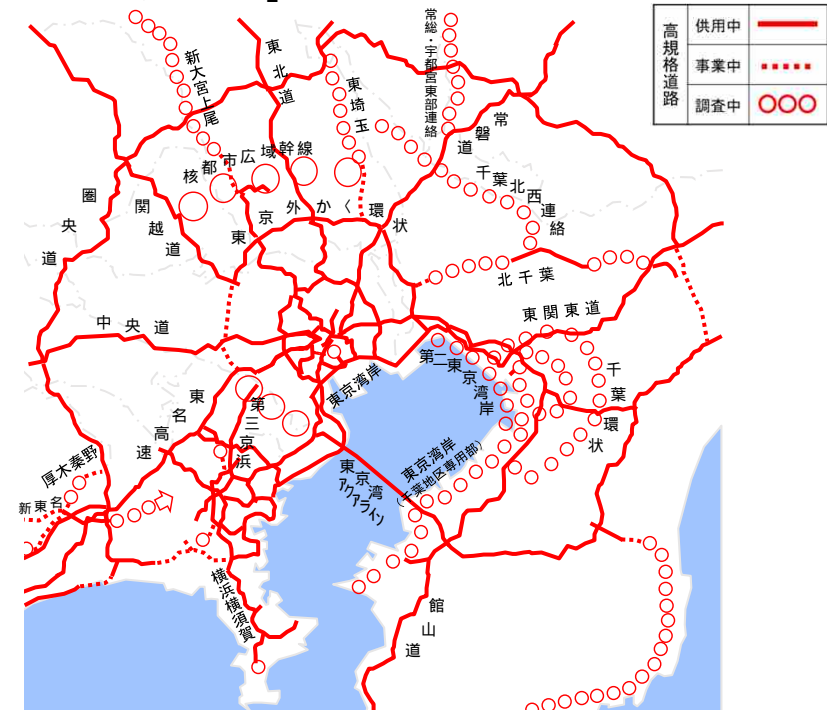 高規格道路
供用中
事業中
調査中
常総・宇都宮東部連絡
東北道
新大宮上尾
東埼玉
常磐道
核都市広域幹線
千葉北西連絡
圏央道
関越道
東京外かく環状
北千葉
東関東道
中央道
第二東京湾岸
千葉環状
東京湾岸
東名高速
第三京浜
東京湾岸
(千葉地区専用部)
厚木秦野
東京湾アクアライン
新東名
横浜横須賀
館山道